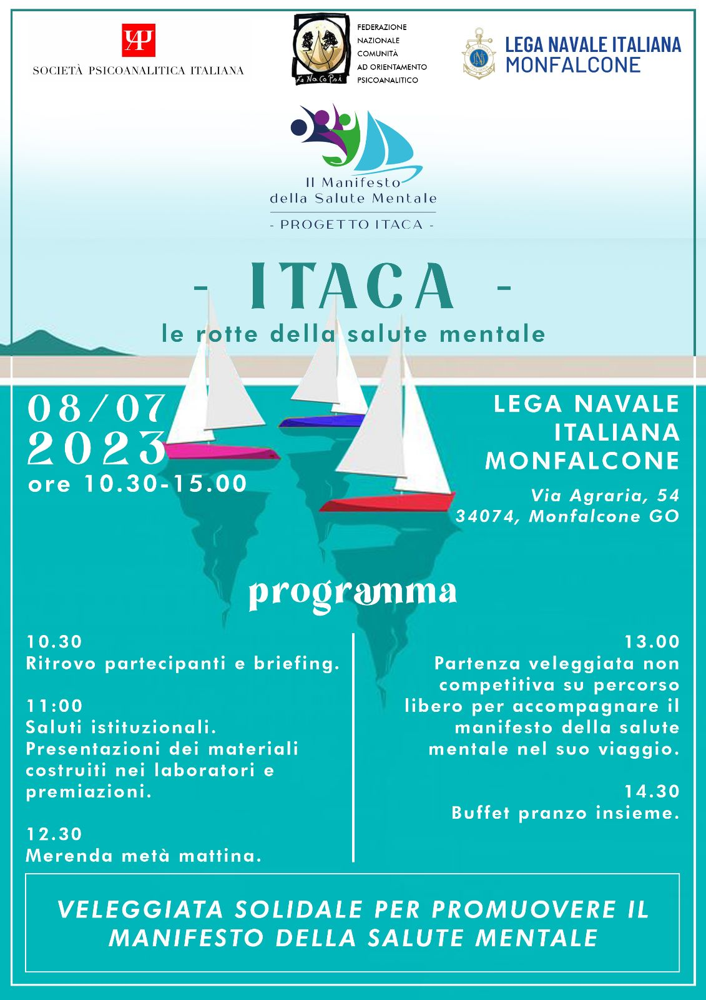 SOCIETÀ PSICOANALITICA ITALIANA
FeNaCoPsi
FEDERAZIONE
NAZIONALE
COMUNITÀ
AD ORIENTAMENTO
PSICOANALITICO
LEGA NAVALE ITALIANA
MONFALCONE
Il Manifesto
della Salute Mentale
- PROGETTO ITACA -
- ITACA -
le rotte della salute mentale
08/07
2023
ore 10.30-15.00
LEGA NAVALE
ITALIANA
MONFALCONE
Via Agraria, 54
34074, Monfalcone GO
programma
10.30
Ritrovo partecipanti e briefing.
11:00
Saluti istituzionali.
Presentazioni dei materiali
costruiti nei laboratori e
premiazioni.
12.30
Merenda metà mattina.
13.00
Partenza veleggiata non
competitiva su percorso
libero per accompagnare il
manifesto della salute
mentale nel suo viaggio.
14.30
Buffet pranzo insieme.
VELEGGIATA SOLIDALE PER PROMUOVERE IL
MANIFESTO DELLA SALUTE MENTALE